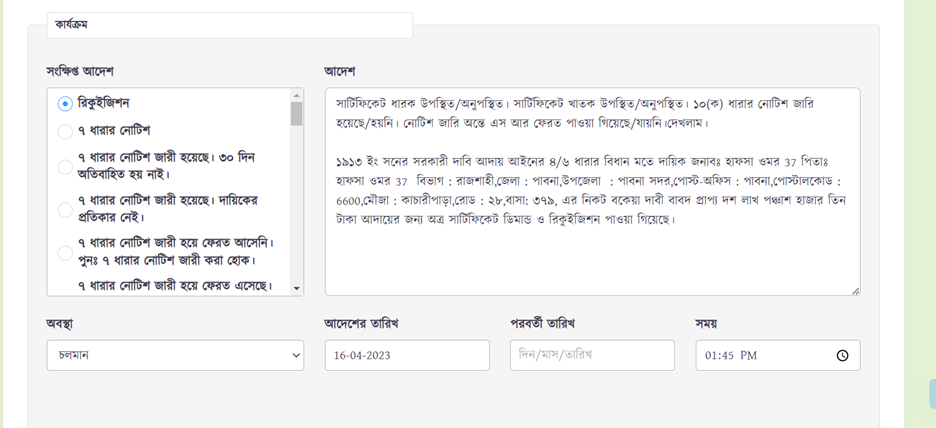 কার্যক্রম
সংক্ষিপ্ত আদেশ
রিকুইজিশন
৭ ধারার নোটিশ
৭ ধারার নোটিশ জারী হয়েছে। ৩০ দিন
অতিবাহিত হয় নাই।
৭ ধারার নোটিশ জারী হয়েছে। দায়িকের
প্রতিকার নেই।
৭ ধারার নোটিশ জারী হয়ে ফেরত আসেনি।
পুনঃ ৭ ধারার নোটিশ জারী করা হোক।
৭ ধারার নোটিশ জারী হয়ে ফেরত এসেছে।
আদেশ
সার্টিফিকেট ধারক উপস্থিত/অনুপস্থিত। সার্টিফিকেট খাতক উপস্থিত/অনুপস্থিত। ১০(ক) ধারার নোটিশ জারি
হয়েছে/হয়নি। নোটিশ জারি অন্তে এস আর ফেরত পাওয়া গিয়েছে/যায়নি।দেখলাম।
১৯১৩ ইং সনের সরকারী দাবি আদায় আইনের ৪/৬ ধারার বিধান মতে দায়িক জনাবঃ হাফসা ওমর 37 পিতাঃ
হাফসা ওমর 37 বিভাগ : রাজশাহী,জেলা : পাবনা,উপজেলা : পাবনা সদর,পোস্ট-অফিস : পাবনা,পোস্টালকোড :
6600,মৌজা : কাচারীপাড়া,রোড : ২৮,বাসা: ৩৭৯, এর নিকট বকেয়া দাবী বাবদ প্রাপ্য দশ লাখ পঞ্চাশ হাজার তিন
টাকা আদায়ের জন্য অত্র সার্টিফিকেট ডিমান্ড ও রিকুইজিশন পাওয়া গিয়েছে।
অবস্থা
আদেশের তারিখ
পরবর্তী তারিখ
সময়
চলমান
16-04-2023
দিন/মাস/তারিখ
01:45 PM